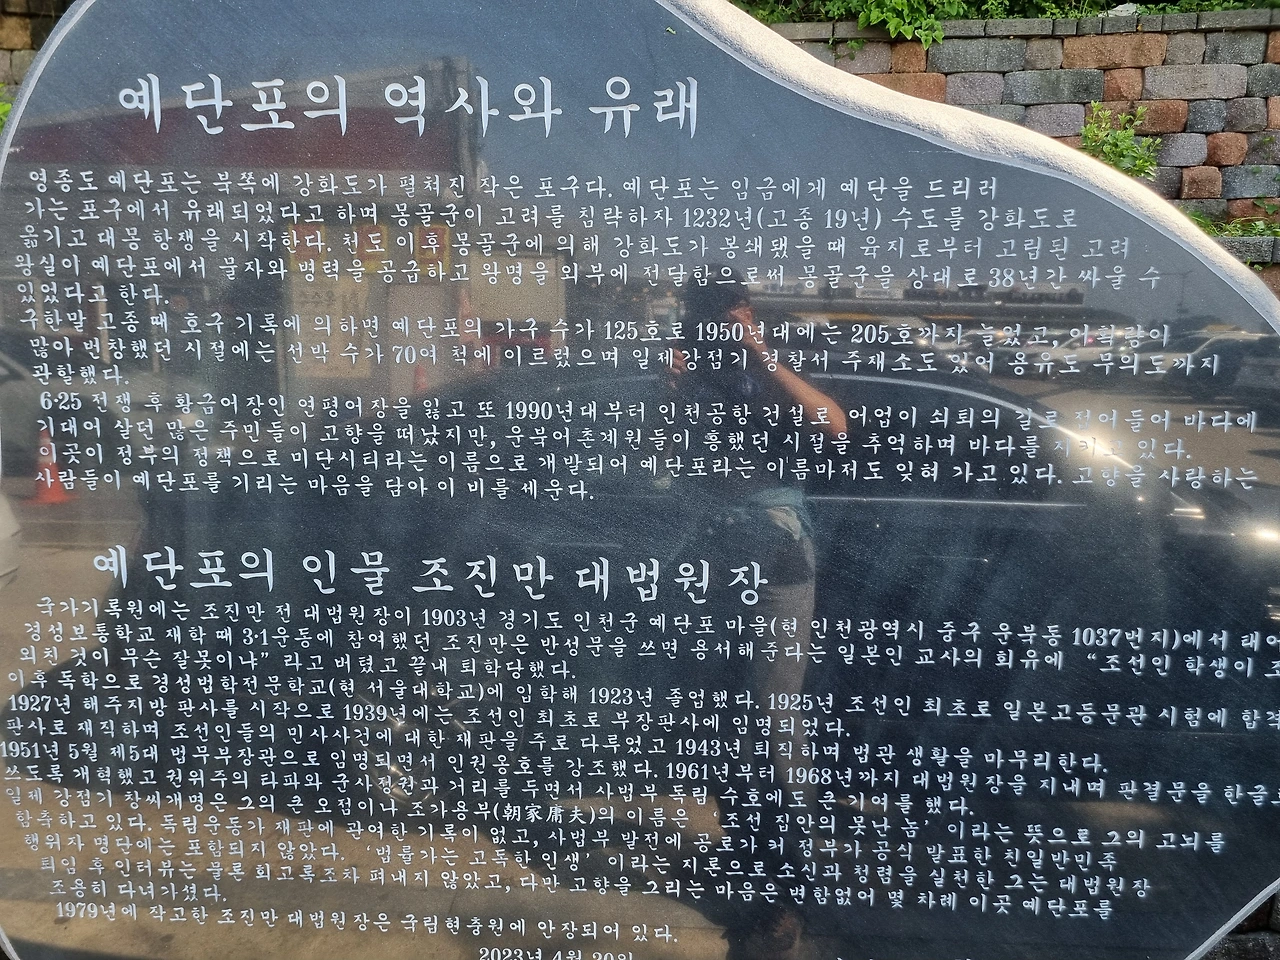 예단포의 역사와 유래
영종도 예단포는 북쪽에 강화도가 펼쳐진 작은 포구다. 예단포는 임금에게 예단을 드리러
가는 포구에서 유래되었다고 하며 몽골군이 고려를 침략하자 1232년(고종 19년) 수도를 강화도로
옮기고 대몽 항쟁을 시작한다. 천도 이후 몽골군에 의해 강화도가 봉쇄됐을 때 육지로부터 고립된 고려
왕실이 예단포에서 물자와 병력을 공급하고 왕명을 외부에 전달함으로써 몽골군을 상대로 38년간 싸울 수
있었다고 한다.
구한말 고종 때 호구 기록에 의하면 예단포의 가구 수가 125호로 1950년대에는 205호까지 늘었고, 어획량이
많아 번창했던 시절에는 선박 수가 70여 척에 이르렀으며 일제강점기 경찰서 주재소도 있어 용유도 무의도까지
관할했다.
6·25 전쟁 후 황금어장인 연평어장을 잃고 또 1990년대부터 인천공항 건설로 어업이 쇠퇴의 길로 접어들어 바다에
기대어 살던 많은 주민들이 고향을 떠났지만, 운북어촌계원들이 흥했던 시절을 추억하며 바다를 지키고 있다.
이곳이 정부의 정책으로 미단시티라는 이름으로 개발되어 예단포라는 이름마저도 잊혀 가고 있다. 고향을 사랑하는
사람들이 예단포를 기리는 마음을 담아 이 비를 세운다.
예단포의 인물 조진만 대법원장
국가기록원에는 조진만 전 대법원장이 1903년 경기도 인천군 예단포 마을(현 인천광역시 중구 운북동 1037번지)에서 태어
경성보통학교 재학 때 3·1운동에 참여했던 조진만은 반성문을 쓰면 용서해준다는 일본인 교사의 회유에 “조선인 학생이 조
외친 것이 무슨 잘못이냐” 라고 버텼고 끝내 퇴학당했다.
이후 독학으로 경성법학전문학교(현 서울대학교)에 입학해 1923년 졸업했다. 1925년 조선인 최초로 일본고등문관 시험에 합격
1927년 해주지방 판사를 시작으로 1939년에는 조선인 최초로 부장판사에 임명되었다.
판사로 재직하며 조선인들의 민사사건에 대한 재판을 주로 다루었고 1943년 퇴직하며 법관 생활을 마무리한다.
1951년 5월 제5대 법무부장관으로 임명되면서 인권옹호를 강조했다. 1961년부터 1968년까지 대법원장을 지내며 판결문을 한글로
쓰도록 개혁했고 권위주의 타파와 군사정권과 거리를 두면서 사법부 독립 수호에도 큰 기여를 했다.
일제 강점기 창씨개명은 그의 큰 오점이나 조가용부(朝家庸夫)의 이름은 ‘조선 집안의 못난 놈’ 이라는 뜻으로 그의 고뇌를
함축하고 있다. 독립운동가 재판에 관여한 기록이 없고, 사법부 발전에 공로가 커 정부가 공식 발표한 친일반민족
행위자 명단에는 포함되지 않았다. ‘법률가는 고독한 인생’ 이라는 지론으로 소신과 청렴을 실천한 그는 대법원장
퇴임 후 인터뷰는 물론 회고록조차 펴내지 않았고, 다만 고향을 그리는 마음은 변함없어 몇 차례 이곳 예단포를
조용히 다녀가셨다.
1979년에 작고한 조진만 대법원장은 국립현충원에 안장되어 있다.
2023년 4월 20일